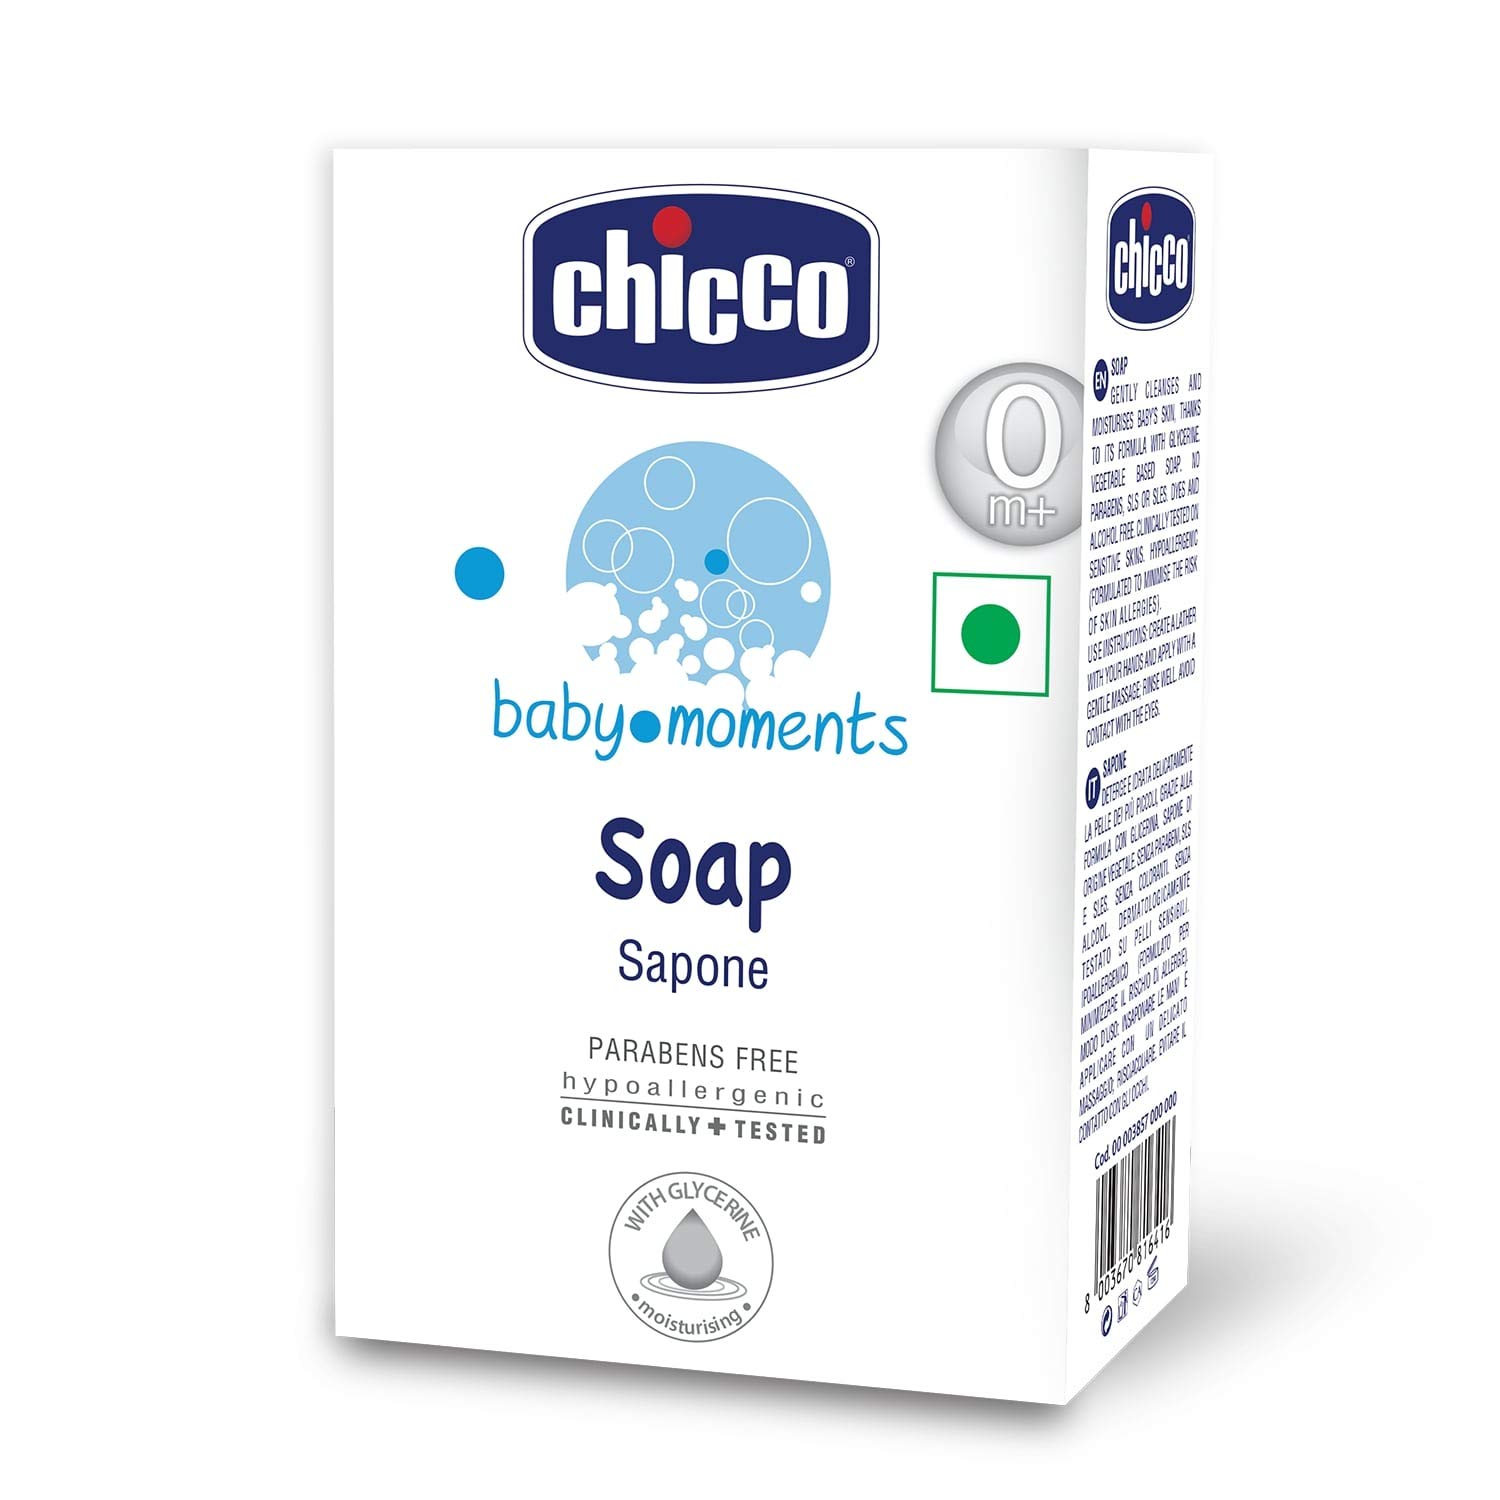 chicco®
0
m+
baby•moments
Soap
Sapone
PARABENS FREE
hypoallergenic
CLINICALLY + TESTED
WITH GLYCERINE
• moisturising •
chicco
EN SOAP
GENTLY CLEANSES AND
MOISTURISES BABY'S SKIN, THANKS
TO ITS FORMULA WITH GLYCERINE.
VEGETABLE BASED SOAP. NO
PARABENS, SLS OR SLES. DYES AND
ALCOHOL FREE. CLINICALLY TESTED ON
SENSITIVE SKINS. HYPOALLERGENIC
(FORMULATED TO MINIMISE THE RISK
OF SKIN ALLERGIES).
USE INSTRUCTIONS: CREATE A LATHER
WITH YOUR HANDS AND APPLY WITH A
GENTLE MASSAGE; RINSE WELL. AVOID
CONTACT WITH THE EYES.
IT SAPONE
DETERGE E IDRATA DELICATAMENTE
LA PELLE DEI PIÙ PICCOLI, GRAZIE ALLA
FORMULA CON GLICERINA. SAPONE DI
ORIGINE VEGETALE. SENZA PARABENI, SLS
E SLES. SENZA COLORANTI. SENZA
ALCOOL. DERMATOLOGICAMENTE
TESTATO SU PELLI SENSIBILI.
IPOALLERGENICO (FORMULATO PER
MINIMIZZARE IL RISCHIO DI ALLERGIE).
MODO D'USO: INSAPONARE LE MANI E
APPLICARE CON UN DELICATO
MASSAGGIO; RISCIACQUARE. EVITARE IL
CONTATTO CON GLI OCCHI.
Cod. 00 003857 000 000
8 003670 816416